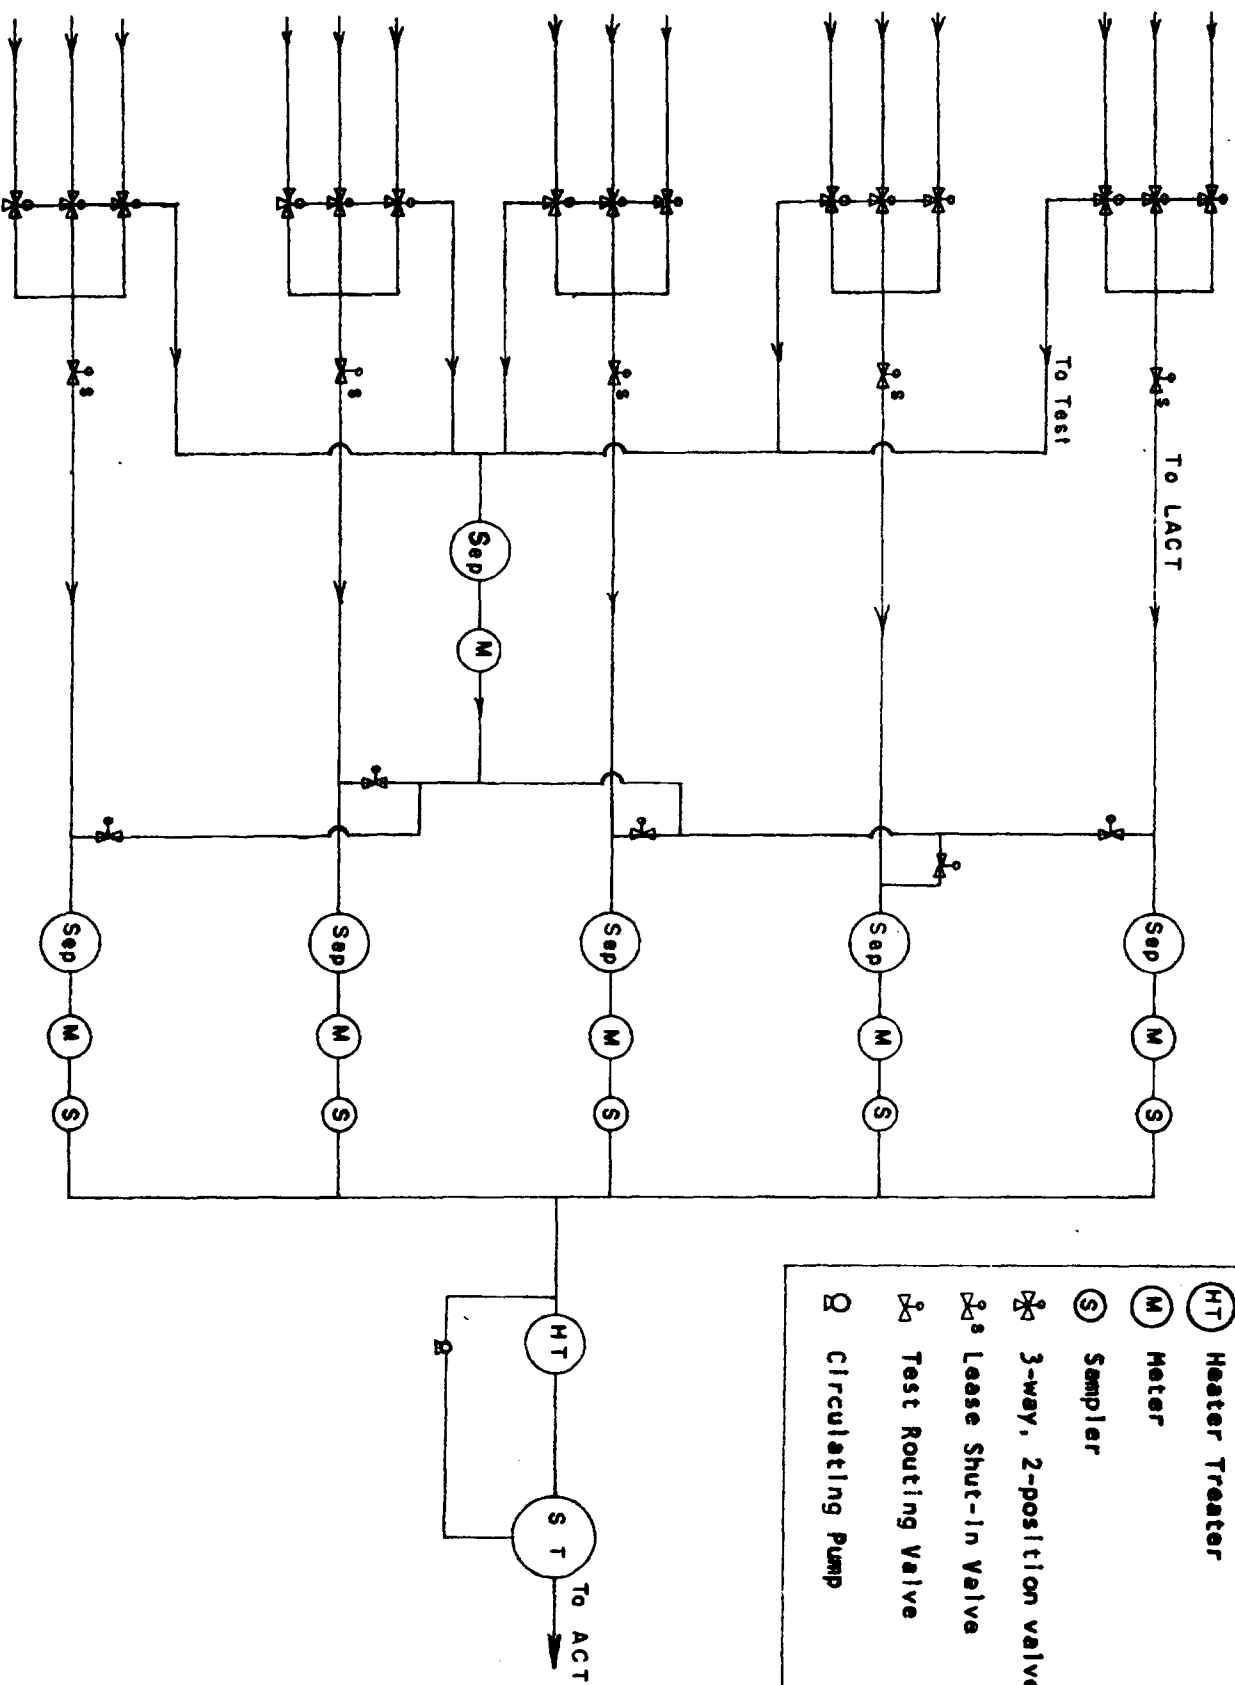 To Test
To LACT
s
s
s
s
s
Sep
M
Sep
Sep
Sep
Sep
Sep
M
M
M
M
M
S
S
S
S
S
HT
S T
To ACT
HT Heater Treater
M Meter
S Sampler
3-way, 2-position valve
s Lease Shut-In Valve
Test Routing Valve
Circulating Pump